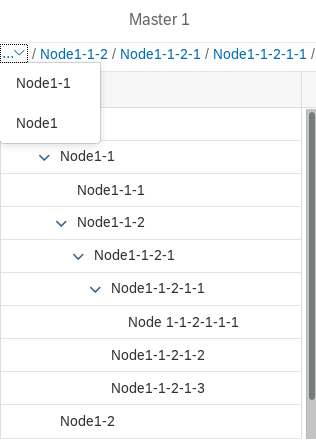 Master 1
... / Node1-1-2 / Node1-1-2-1 / Node1-1-2-1-1 /
Node1-1
Node1
Node1-1
Node1-1-1
Node1-1-2
Node1-1-2-1
Node1-1-2-1-1
Node 1-1-2-1-1-1
Node1-1-2-1-2
Node1-1-2-1-3
Node1-2